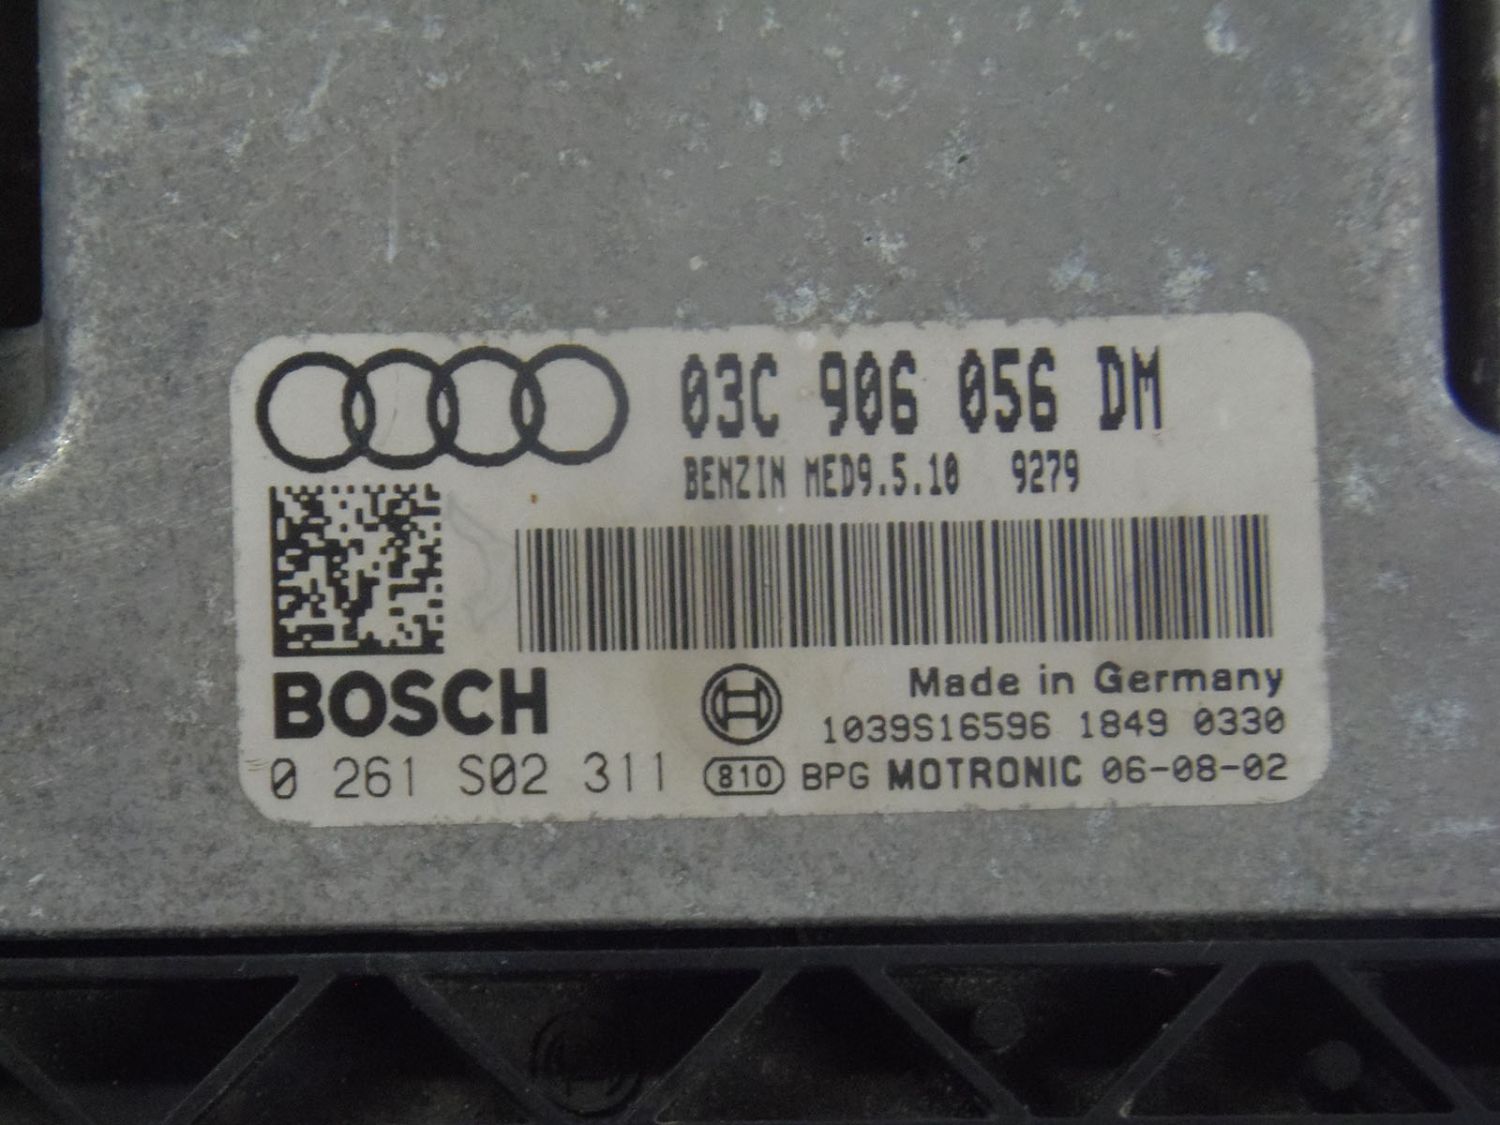 03C 906 056 DM
BENZIN MED9.5.10 9279
BOSCH
Made in Germany
1039S16596 1849 0330
0 261 S02 311 810 BPG MOTRONIC 06-08-02